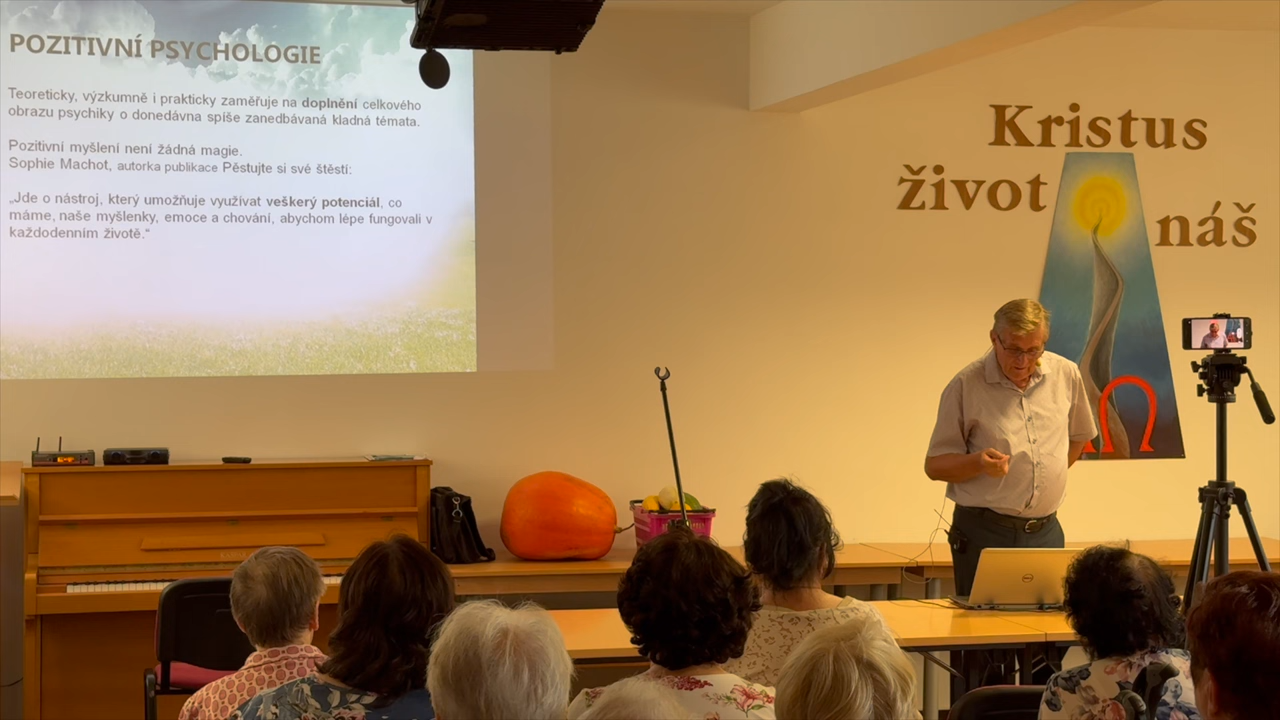 POZITIVNÍ PSYCHOLOGIE
Teoreticky, výzkumně i prakticky zaměřuje na doplnění celkového
obrazu psychiky o donedávna spíše zanedbávaná kladná témata.
Pozitivní myšlení není žádná magie.
Sophie Machot, autorka publikace Pěstujte si své štěstí:
„Jde o nástroj, který umožňuje využívat veškerý potenciál, co
máme, naše myšlenky, emoce a chování, abychom lépe fungovali v
každodenním životě.“
Kristus
život
náš
ΑΩ
DELL